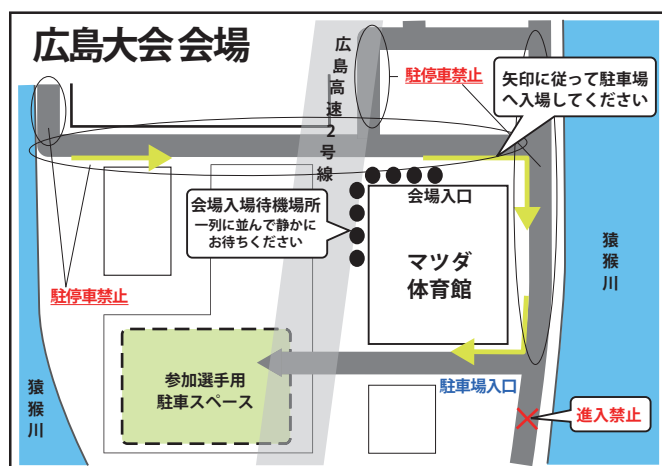 広島大会 会場
広島高速2号線
駐停車禁止
矢印に従って駐車場
へ入場してください
会場入場待機場所
一列に並んで静かに
お待ちください
会場入口
マツダ
体育館
猿猴川
駐停車禁止
参加選手用
駐車スペース
駐車場入口
猿猴川
進入禁止